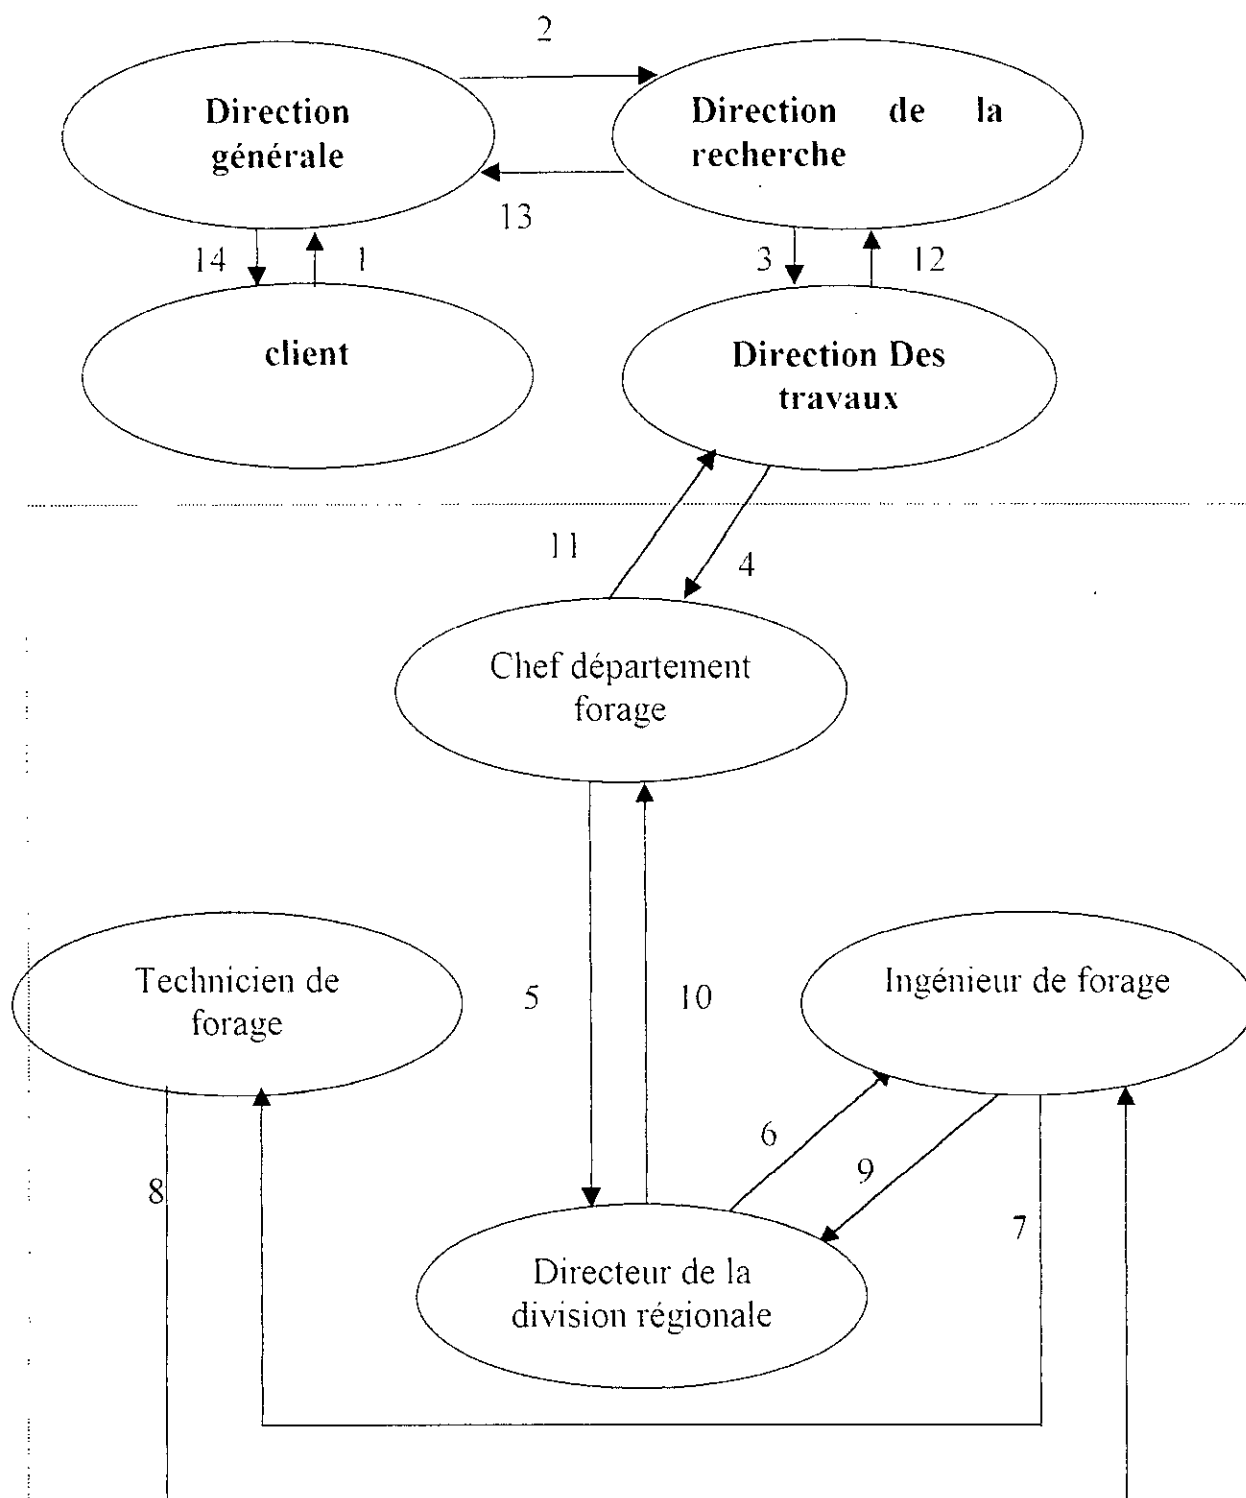 2
Direction
générale
Direction de la
recherche
13
14
1
3
12
client
Direction Des
travaux
11
4
Chef département
forage
Technicien de
forage
5
10
Ingénieur de forage
6
9
8
7
Directeur de la
division régionale